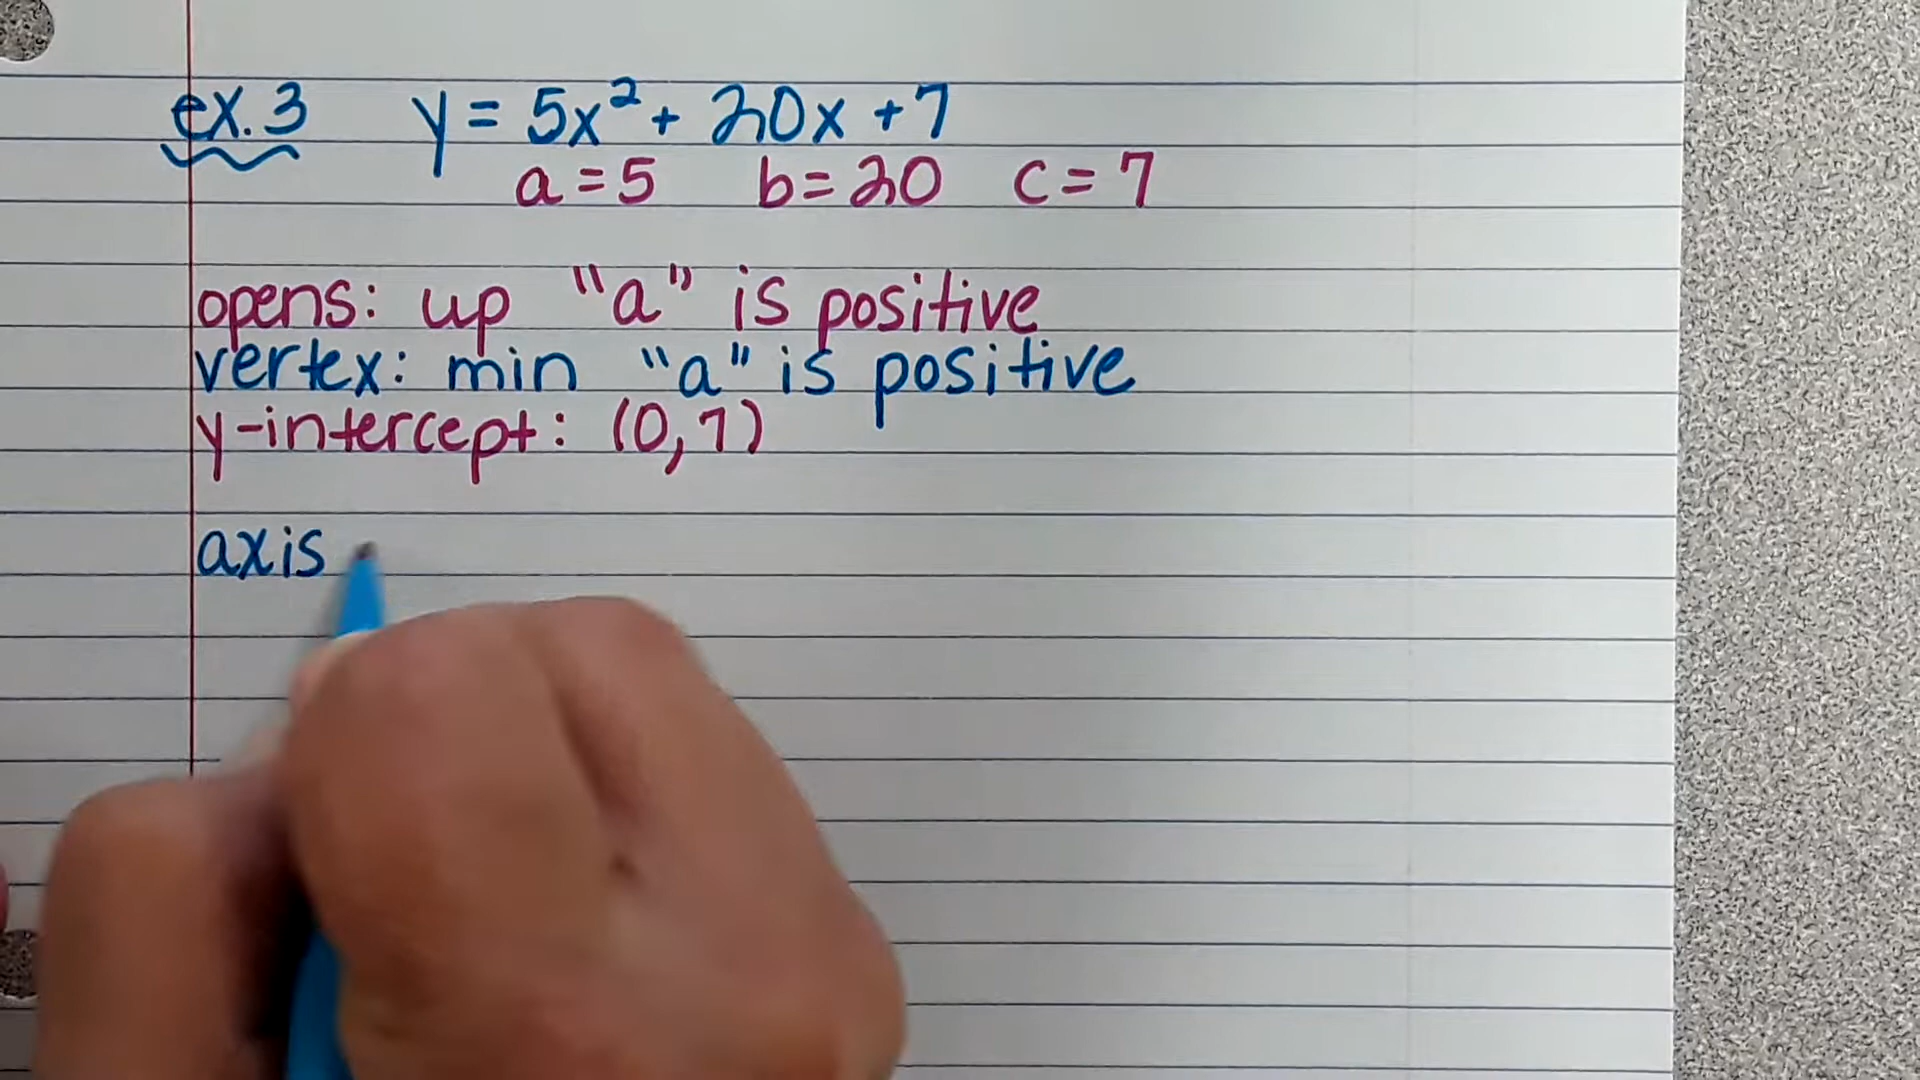 ex. 3 y = 5x² + 20x + 7
a = 5 b = 20 c = 7
opens: up "a" is positive
vertex: min "a" is positive
y-intercept: (0,7)
axis